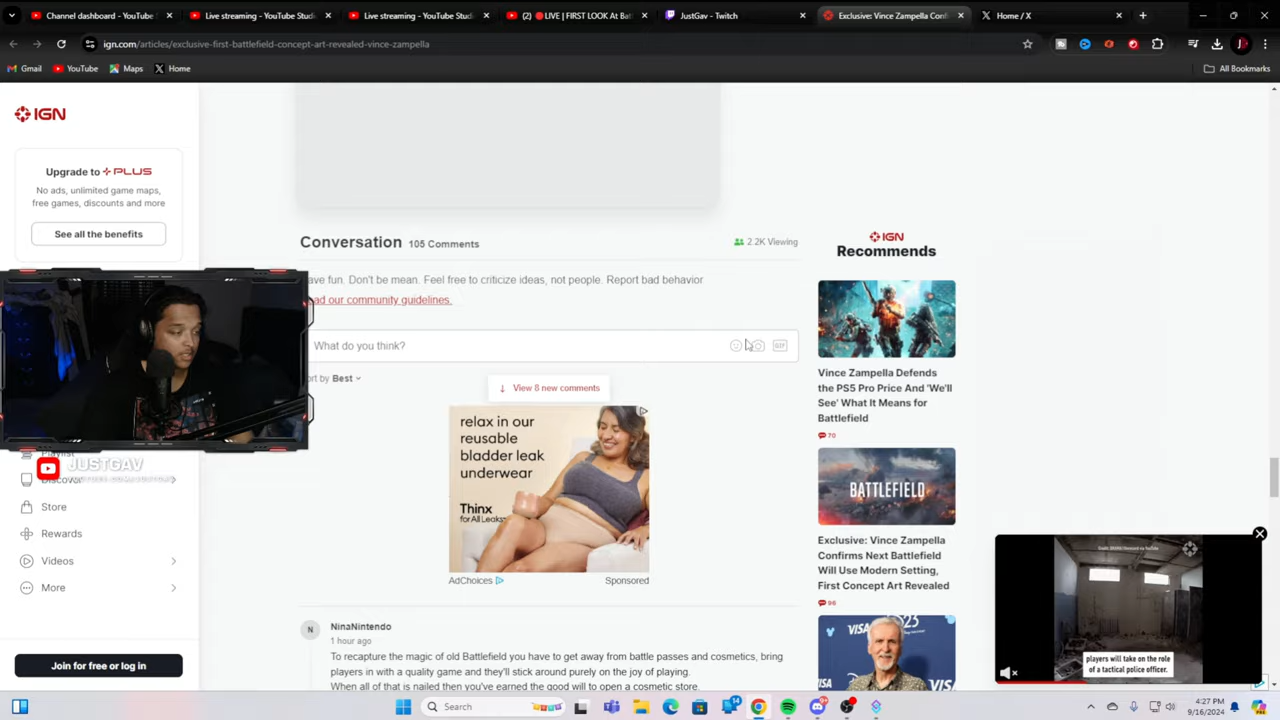 Channel dashboard - YouTube
Live streaming - YouTube Studio
Live streaming - YouTube Studio
(2) 🔴LIVE | FIRST LOOK At Bat
JustGav - Twitch
Exclusive: Vince Zampella Conf
Home / X
ign.com/articles/exclusive-first-battlefield-concept-art-revealed-vince-zampella
Gmail
YouTube
Maps
Home
All Bookmarks
IGN
Upgrade to PLUS
No ads, unlimited game maps,
free games, discounts and more
See all the benefits
JUSTGAV
Store
Rewards
Videos
More
Join for free or log in
Conversation 105 Comments
2.2K Viewing
ave fun. Don't be mean. Feel free to criticize ideas, not people. Report bad behavior
ad our community guidelines.
What do you think?
GIF
ort by Best
View 8 new comments
relax in our
reusable
bladder leak
underwear
Thinx
for All Leaks
AdChoices
Sponsored
N
NinaNintendo
1 hour ago
To recapture the magic of old Battlefield you have to get away from battle passes and cosmetics, bring
players in with a quality game and they'll stick around purely on the joy of playing.
When all of that is nailed then you've earned the good will to open a cosmetic store.
IGN
Recommends
Vince Zampella Defends
the PS5 Pro Price And 'We'll
See' What It Means for
Battlefield
70
BATTLEFIELD
Exclusive: Vince Zampella
Confirms Next Battlefield
Will Use Modern Setting,
First Concept Art Revealed
96
VISA
players will take on the role
of a tactical police officer.
Search
14
4:27 PM
9/16/2024